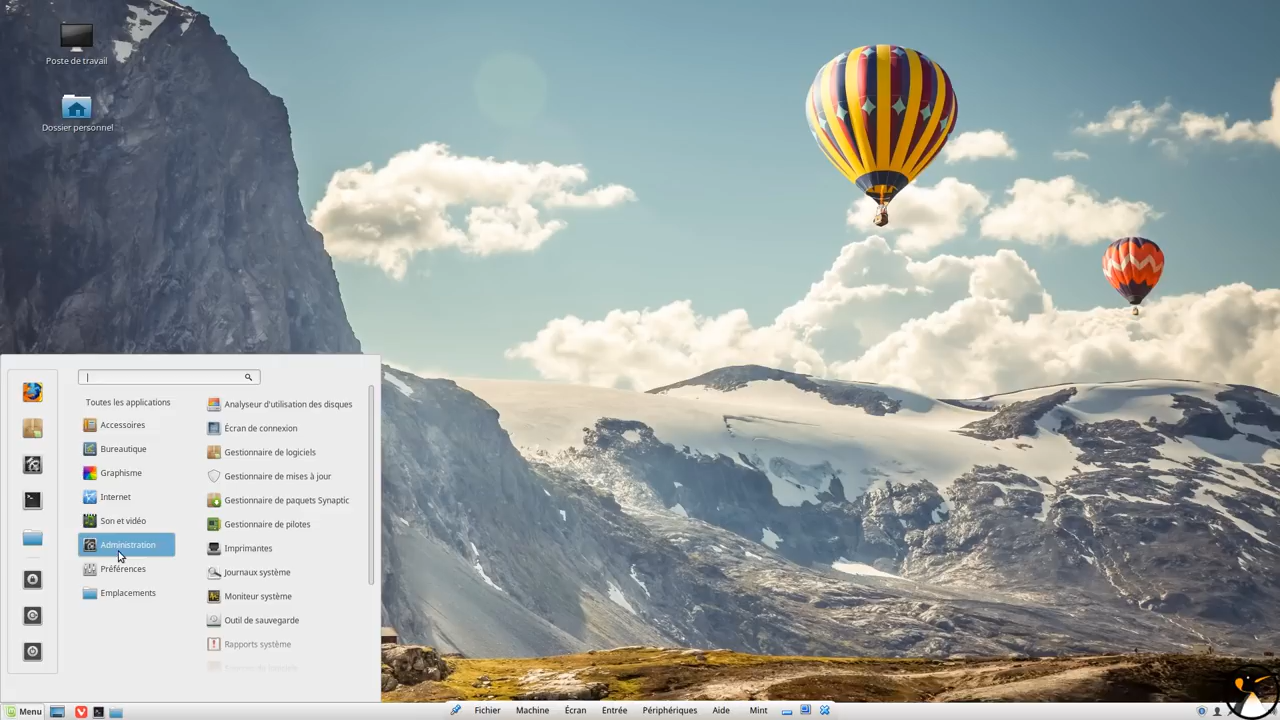 Poste de travail
Dossier personnel
Toutes les applications
Accessoires
Bureautique
Graphisme
Internet
Son et vidéo
Administration
Préférences
Emplacements
Analyseur d'utilisation des disques
Écran de connexion
Gestionnaire de logiciels
Gestionnaire de mises à jour
Gestionnaire de paquets Synaptic
Gestionnaire de pilotes
Imprimantes
Journaux système
Moniteur système
Outil de sauvegarde
Rapports système
Menu
Fichier Machine Écran Entrée Périphériques Aide Mint